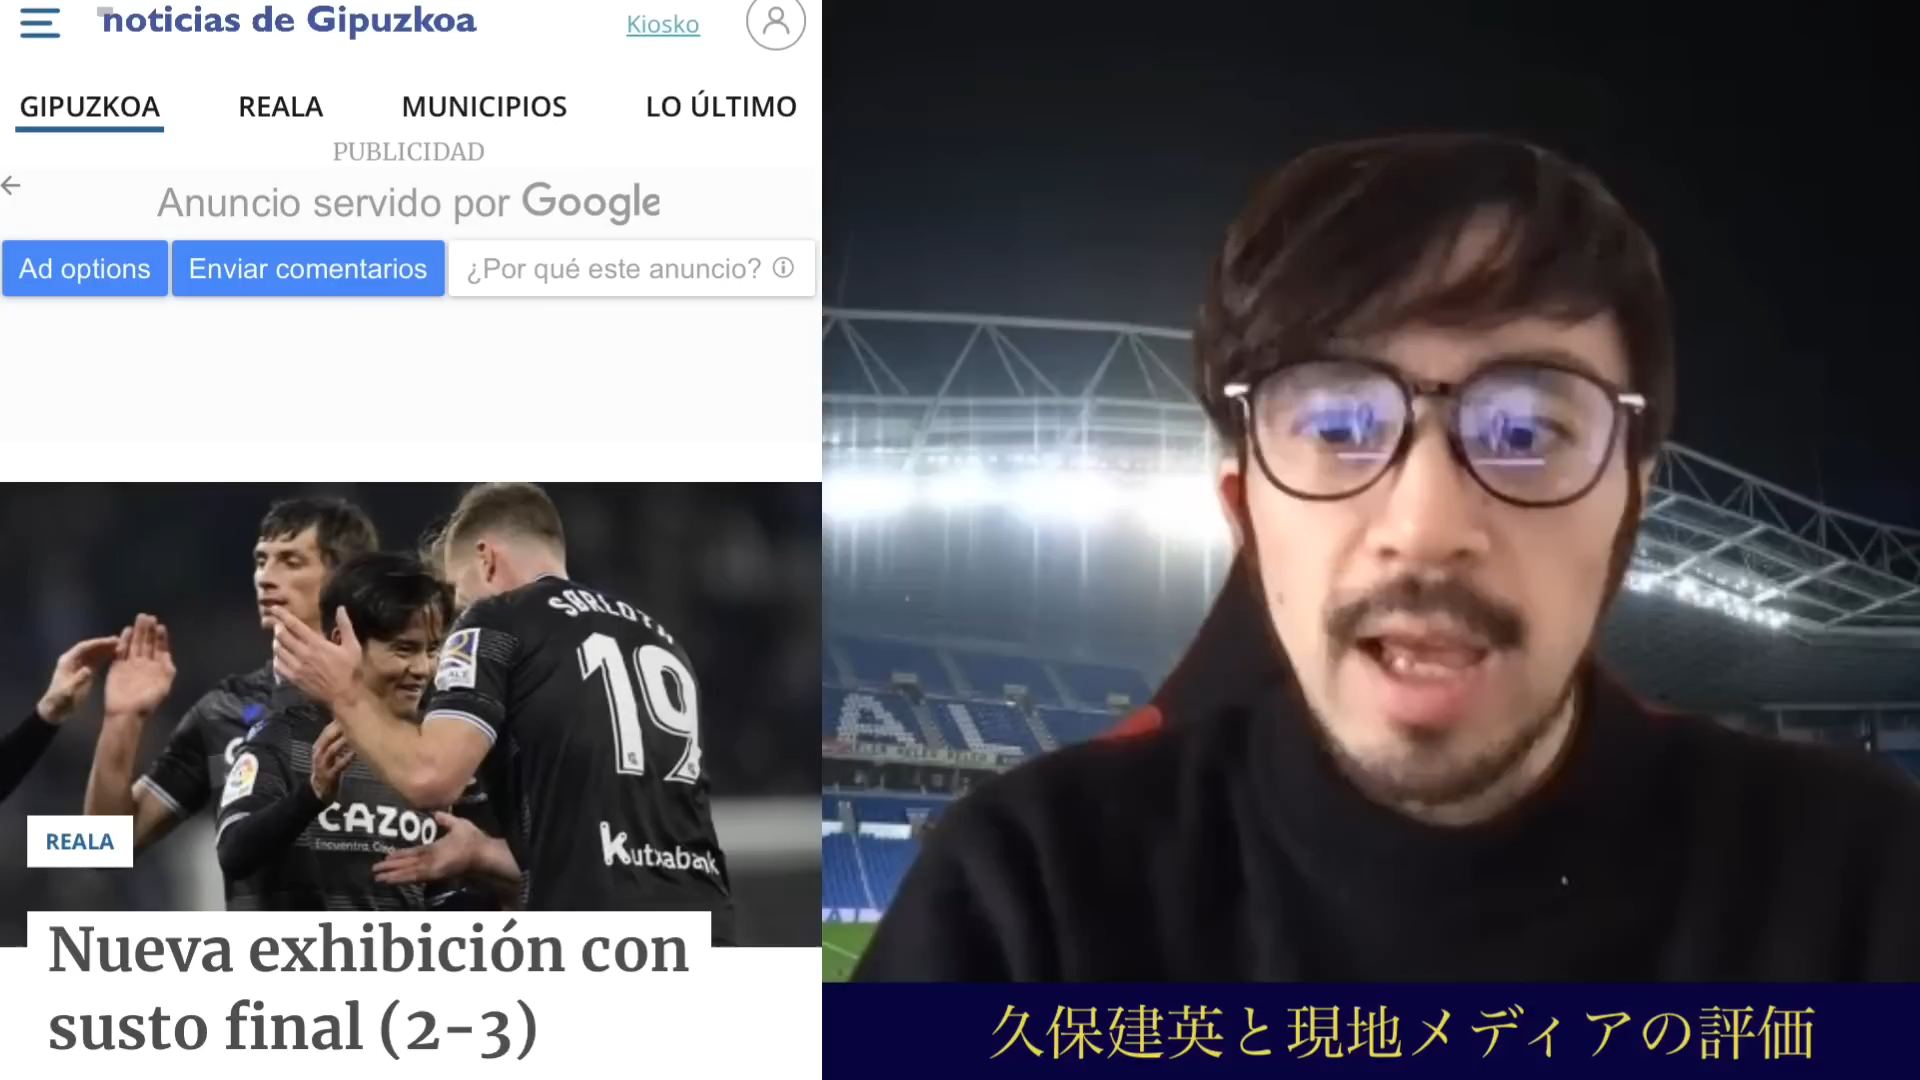 noticias de Gipuzkoa
Kiosko
GIPUZKOA REALA MUNICIPIOS LO ÚLTIMO
PUBLICIDAD
Anuncio servido por Google
Ad options Enviar comentarios ¿Por qué este anuncio?
SØRLOTH
19
CAZOO
Kutxabank
REALA
Nueva exhibición con
susto final (2-3)
AL
久保建英と現地メディアの評価